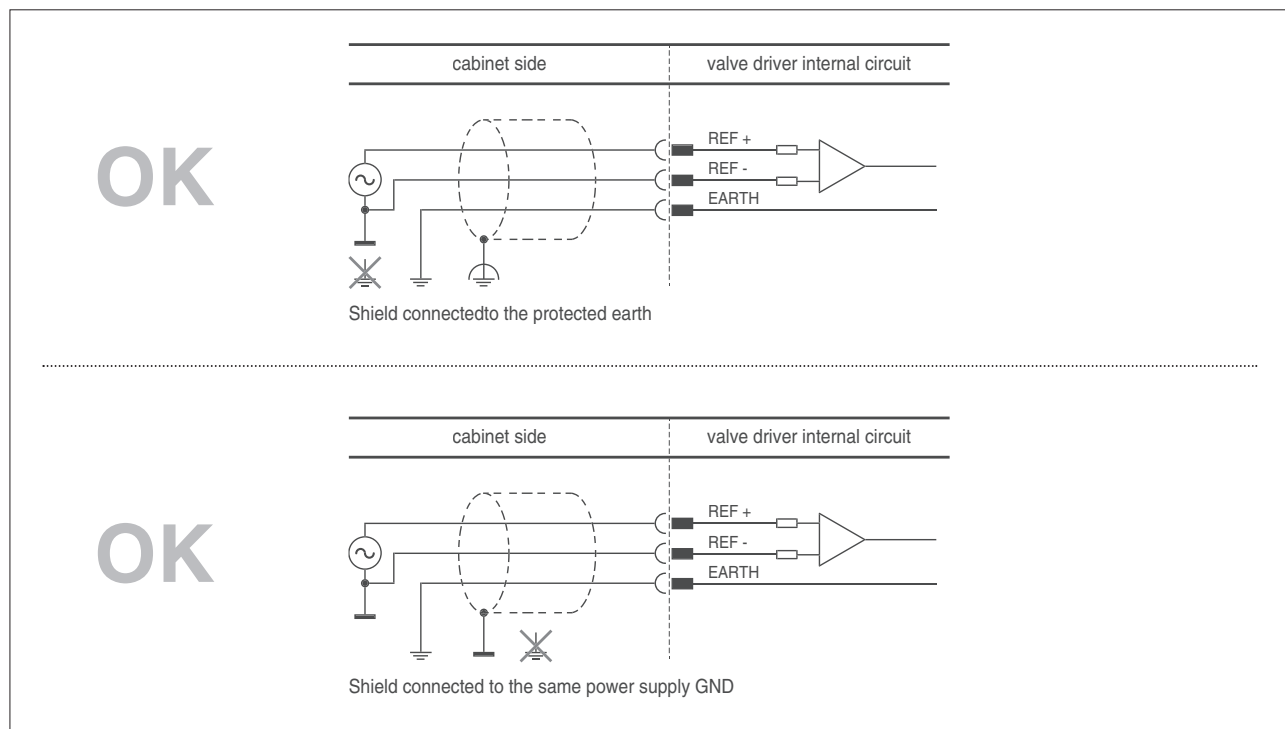 cabinet side
valve driver internal circuit
OK
REF +
REF -
EARTH
Shield connectedto the protected earth
cabinet side
valve driver internal circuit
OK
REF +
REF -
EARTH
Shield connected to the same power supply GND